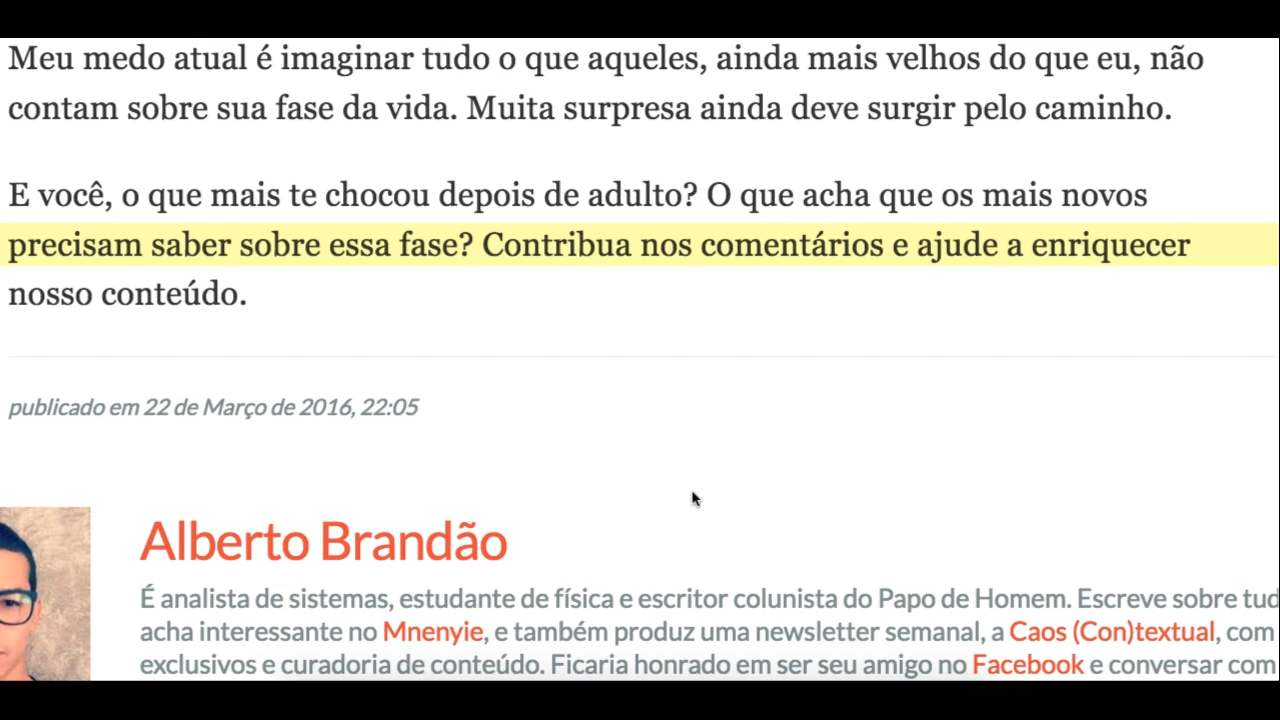 Meu medo atual é imaginar tudo o que aqueles, ainda mais velhos do que eu, não
contam sobre sua fase da vida. Muita surpresa ainda deve surgir pelo caminho.
E você, o que mais te chocou depois de adulto? O que acha que os mais novos
precisam saber sobre essa fase? Contribua nos comentários e ajude a enriquecer
nosso conteúdo.
publicado em 22 de Março de 2016, 22:05
Alberto Brandão
É analista de sistemas, estudante de física e escritor colunista do Papo de Homem. Escreve sobre tud
acha interessante no Mnenyie, e também produz uma newsletter semanal, a Caos (Con)textual, com
exclusivos e curadoria de conteúdo. Ficaria honrado em ser seu amigo no Facebook e conversar com